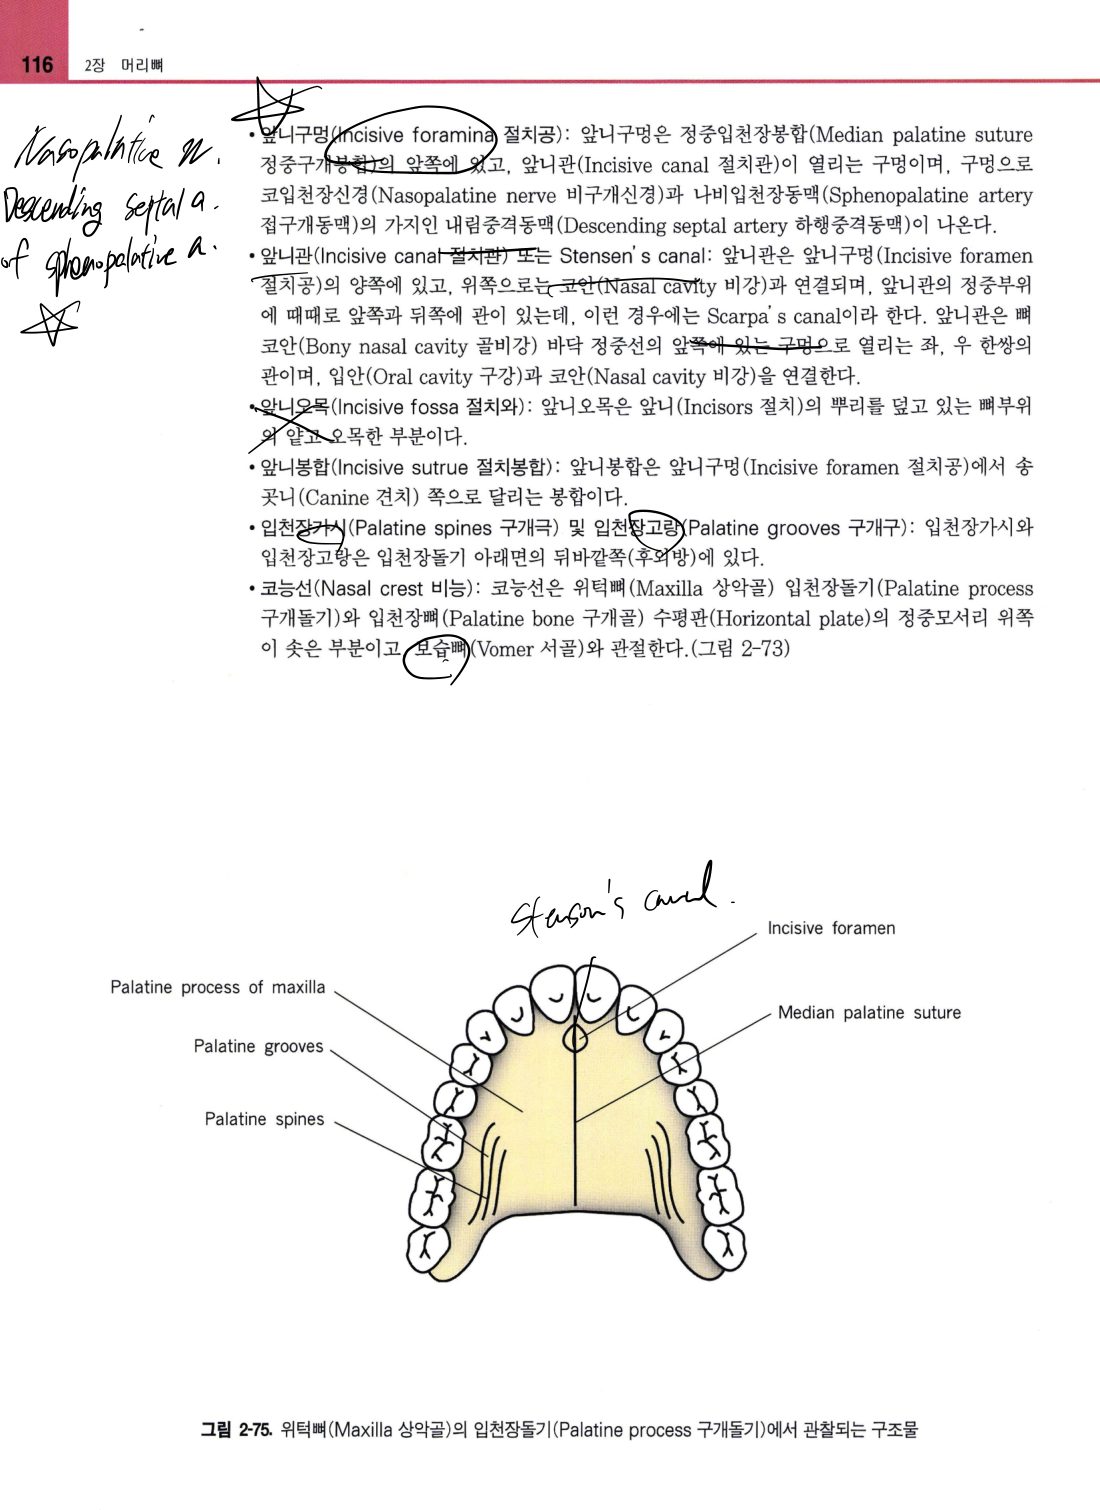 116 2장 머리뼈
Nasopalatine n.
Descending septal a.
of sphenopalatine a.
• 앞니구멍(Incisive foramina 절치공): 앞니구멍은 정중입천장봉합(Median palatine suture
정중구개봉합)의 앞쪽에 있고, 앞니관(Incisive canal 절치관)이 열리는 구멍이며, 구멍으로
코입천장신경(Nasopalatine nerve 비구개신경)과 나비입천장동맥(Sphenopalatine artery
접구개동맥)의 가지인 내림중격동맥(Descending septal artery 하행중격동맥)이 나온다.
• 앞니관(Incisive canal 절치관) 또는 Stensen's canal: 앞니관은 앞니구멍(Incisive foramen
절치공)의 양쪽에 있고, 위쪽으로는 코안(Nasal cavity 비강)과 연결되며, 앞니관의 정중부위
에 때때로 앞쪽과 뒤쪽에 관이 있는데, 이런 경우에는 Scarpa's canal이라 한다. 앞니관은 뼈
코안(Bony nasal cavity 골비강) 바닥 정중선의 앞쪽에 있는 구멍으로 열리는 좌, 우 한쌍의
관이며, 입안(Oral cavity 구강)과 코안(Nasal cavity 비강)을 연결한다.
• 앞니오목(Incisive fossa 절치와): 앞니오목은 앞니(Incisors 절치)의 뿌리를 덮고 있는 뼈부위
의 얕고 오목한 부분이다.
• 앞니봉합(Incisive sutrue 절치봉합): 앞니봉합은 앞니구멍(Incisive foramen 절치공)에서 송
곳니(Canine 견치) 쪽으로 달리는 봉합이다.
• 입천장가시(Palatine spines 구개극) 및 입천장고랑(Palatine grooves 구개구): 입천장가시와
입천장고랑은 입천장돌기 아래면의 뒤바깥쪽(후외방)에 있다.
• 코능선(Nasal crest 비능): 코능선은 위턱뼈(Maxilla 상악골) 입천장돌기(Palatine process
구개돌기)와 입천장뼈(Palatine bone 구개골) 수평판(Horizontal plate)의 정중모서리 위쪽
이 솟은 부분이고, 보습뼈(Vomer 서골)와 관절한다.(그림 2-73)
Stenson's canal.
Incisive foramen
Palatine process of maxilla
Median palatine suture
Palatine grooves
Palatine spines
그림 2-75. 위턱뼈(Maxilla 상악골)의 입천장돌기(Palatine process 구개돌기)에서 관찰되는 구조물